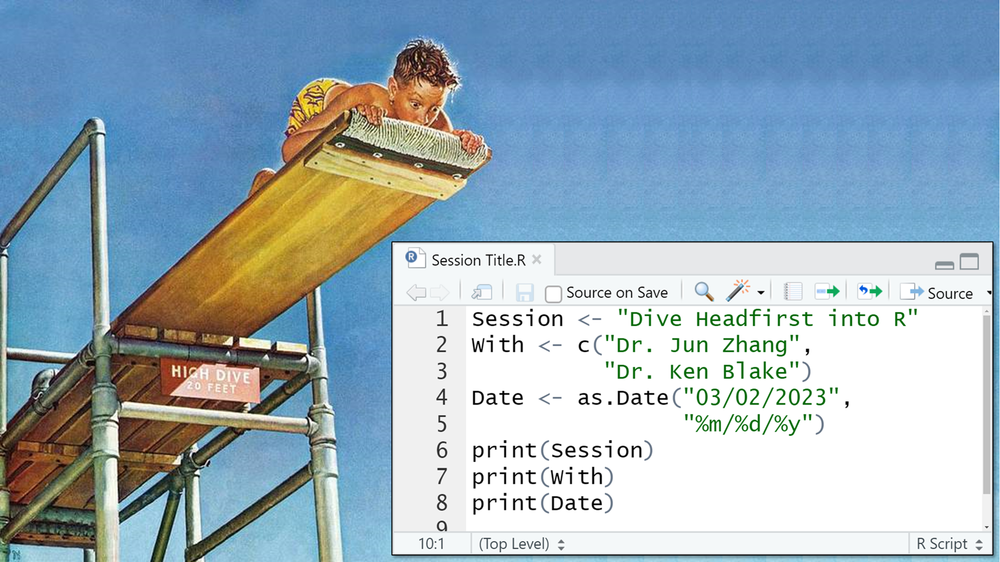 HIGH DIVE
20 FEET
Session Title.R
Source on Save
Source
1 Session <- "Dive Headfirst into R"
2 With <- c("Dr. Jun Zhang",
3 "Dr. Ken Blake")
4 Date <- as.Date("03/02/2023",
5 "%m/%d/%y")
6 print(Session)
7 print(With)
8 print(Date)
9
10:1 (Top Level) R Script